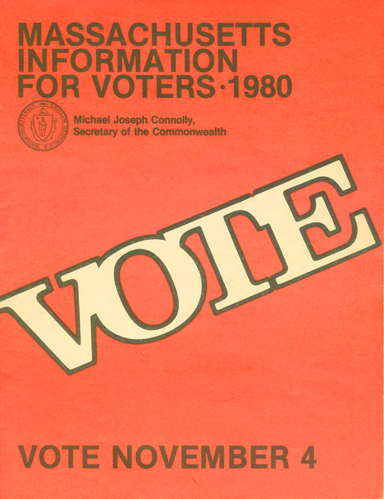 MASSACHUSETTS
INFORMATION
FOR VOTERS·1980
Michael Joseph Connolly,
Secretary of the Commonwealth
VOTE
VOTE NOVEMBER 4